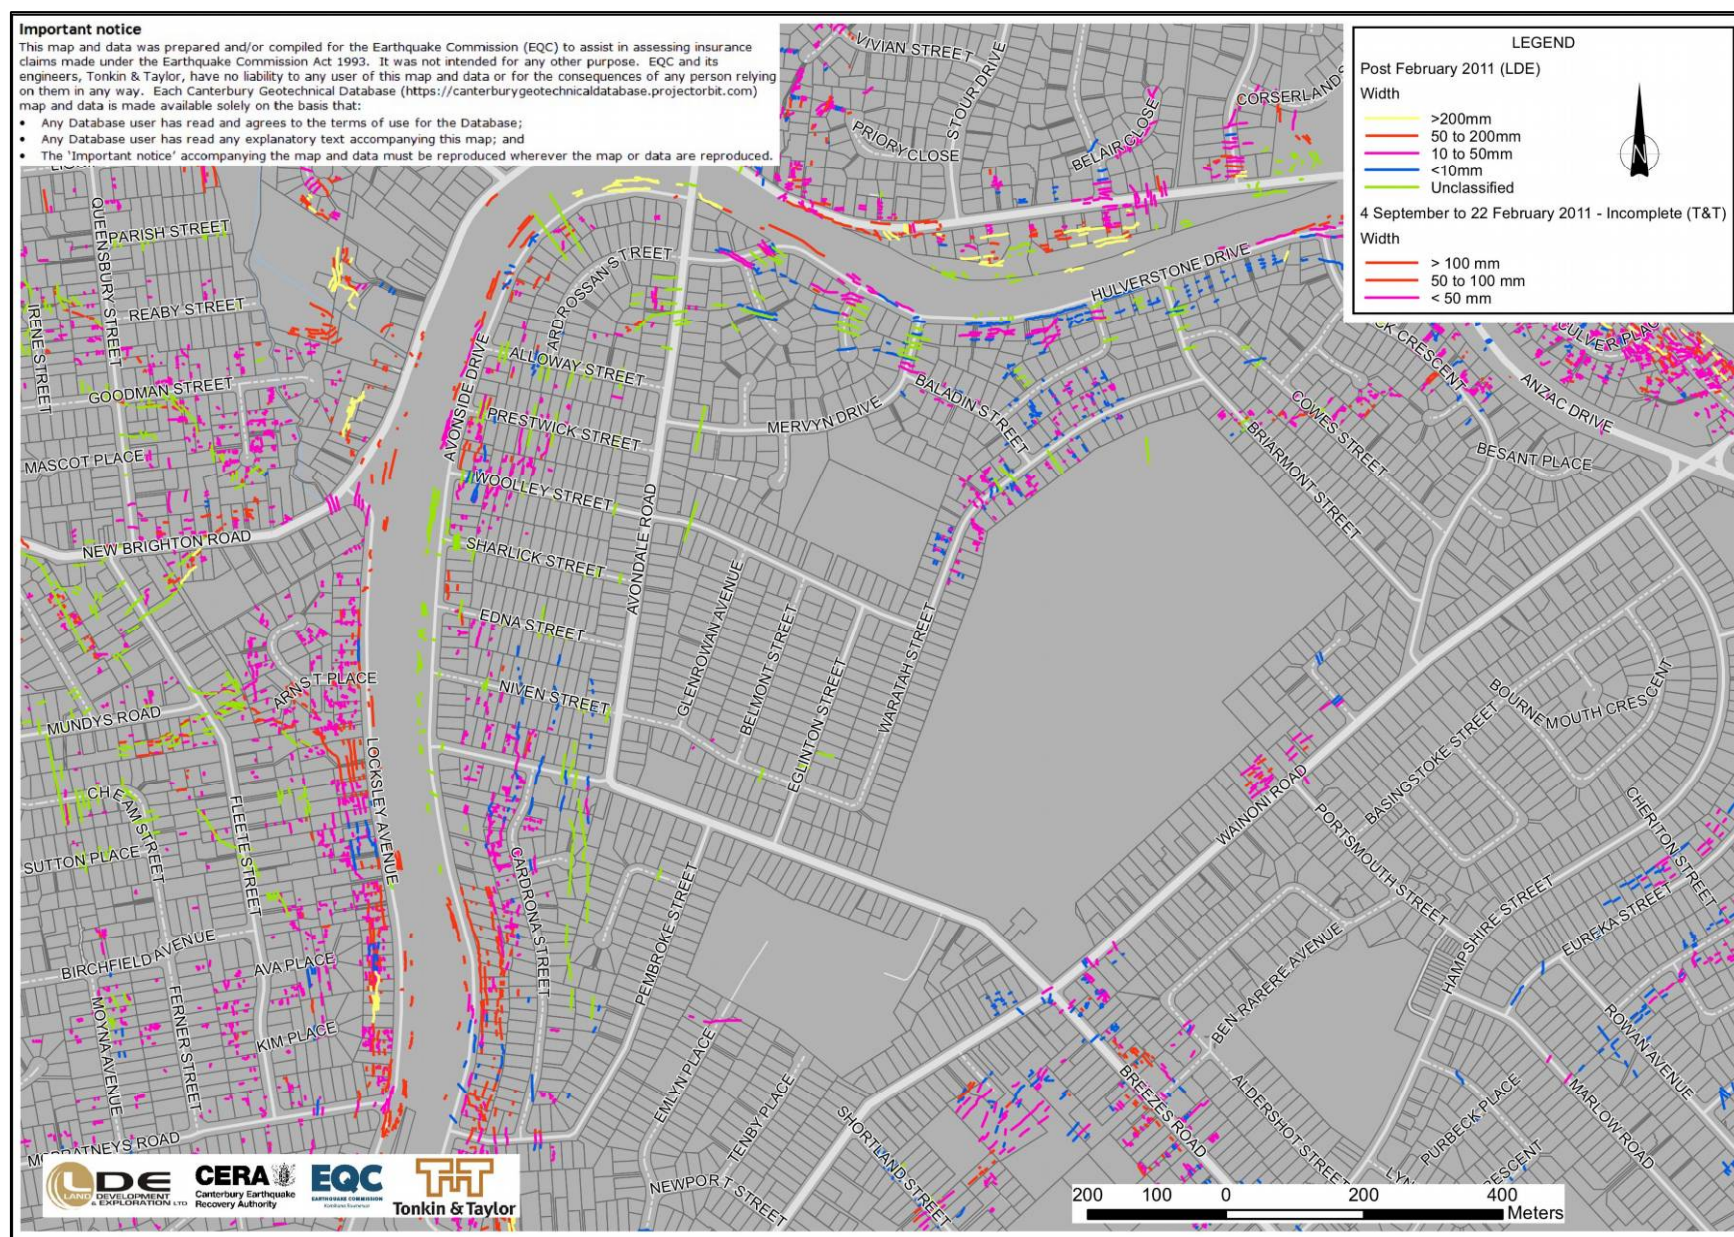 Important notice
This map and data was prepared and/or compiled for the Earthquake Commission (EQC) to assist in assessing insurance
claims made under the Earthquake Commission Act 1993. It was not intended for any other purpose. EQC and its
engineers, Tonkin & Taylor, have no liability to any user of this map and data or for the consequences of any person relying
on them in any way. Each Canterbury Geotechnical Database (https://canterburygeotechnicaldatabase.projectorbit.com)
map and data is made available solely on the basis that:
• Any Database user has read and agrees to the terms of use for the Database;
• Any Database user has read any explanatory text accompanying this map; and
• The 'Important notice' accompanying the map and data must be reproduced wherever the map or data are reproduced.
LEGEND
Post February 2011 (LDE)
Width
>200mm
50 to 200mm
10 to 50mm
<10mm
Unclassified
4 September to 22 February 2011 - Incomplete (T&T)
Width
> 100 mm
50 to 100 mm
< 50 mm
N
VIVIAN STREET
STOUR DRIVE
CORSERLAND S
PRIORY CLOSE
BELAIR CLOSE
QUEENSBURY STREET
PARISH STREET
REABY STREET
IRENE STREET
GOODMAN STREET
MASCOT PLACE
NEW BRIGHTON ROAD
ARDROSSAN STREET
HULVERSTONE DRIVE
AVONSIDE DRIVE
ALLOWAY STREET
PRESTWICK STREET
MERVYN DRIVE
BALADIN STREET
CK CRESCENT
CULVER PLAC
ANZAC DRIVE
COWES STREET
BRIARMONT STREET
BESANT PLACE
WOOLLEY STREET
SHARLICK STREET
AVONDALE ROAD
EDNA STREET
NIVEN STREET
GLENROWAN AVENUE
BELMONT STREET
EGLINTON STREET
WARATAH STREET
ARNST PLACE
MUNDYS ROAD
LOCKSLEY AVENUE
CHEAM STREET
FLEETE STREET
SUTTON PLACE
CARDRONA STREET
PEMBROKE STREET
BIRCHFIELD AVENUE
AVA PLACE
MOYNA AVENUE
FERNER STREET
KIM PLACE
MCBRATNEYS ROAD
EMLYN PLACE
TENBY PLACE
NEWPORT STREET
SHORTLAND STREET
BREEZES ROAD
WAINONI ROAD
BOURNEMOUTH CRESCENT
BASINGSTOKE STREET
PORTSMOUTH STREET
CHERITON STREET
HAMPSHIRE STREET
EUREKA STREET
BEN RARERE AVENUE
ROWAN AVENUE
ALDERSHOT STREET
PURBECK PLACE
MARLOW ROAD
LYN
ESCENT
LDE
LAND DEVELOPMENT
& EXPLORATION LTD
CERA
Canterbury Earthquake
Recovery Authority
EQC
EARTHQUAKE COMMISSION
T+T
Tonkin & Taylor
200 100 0 200 400
Meters